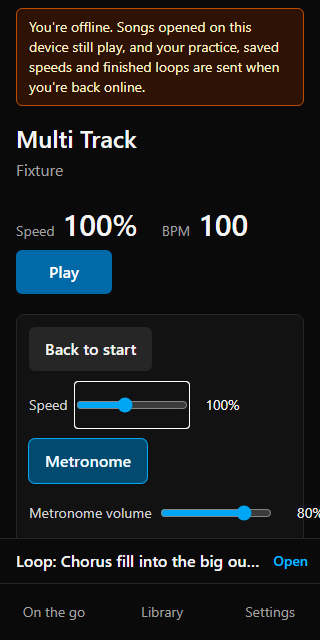 You're offline. Songs opened on this
device still play, and your practice, saved
speeds and finished loops are sent when
you're back online.
Multi Track
Fixture
Speed 100% BPM 100
Play
Back to start
Speed 100%
Metronome
Metronome volume 80%
Loop: Chorus fill into the big ou... Open
On the go Library Settings